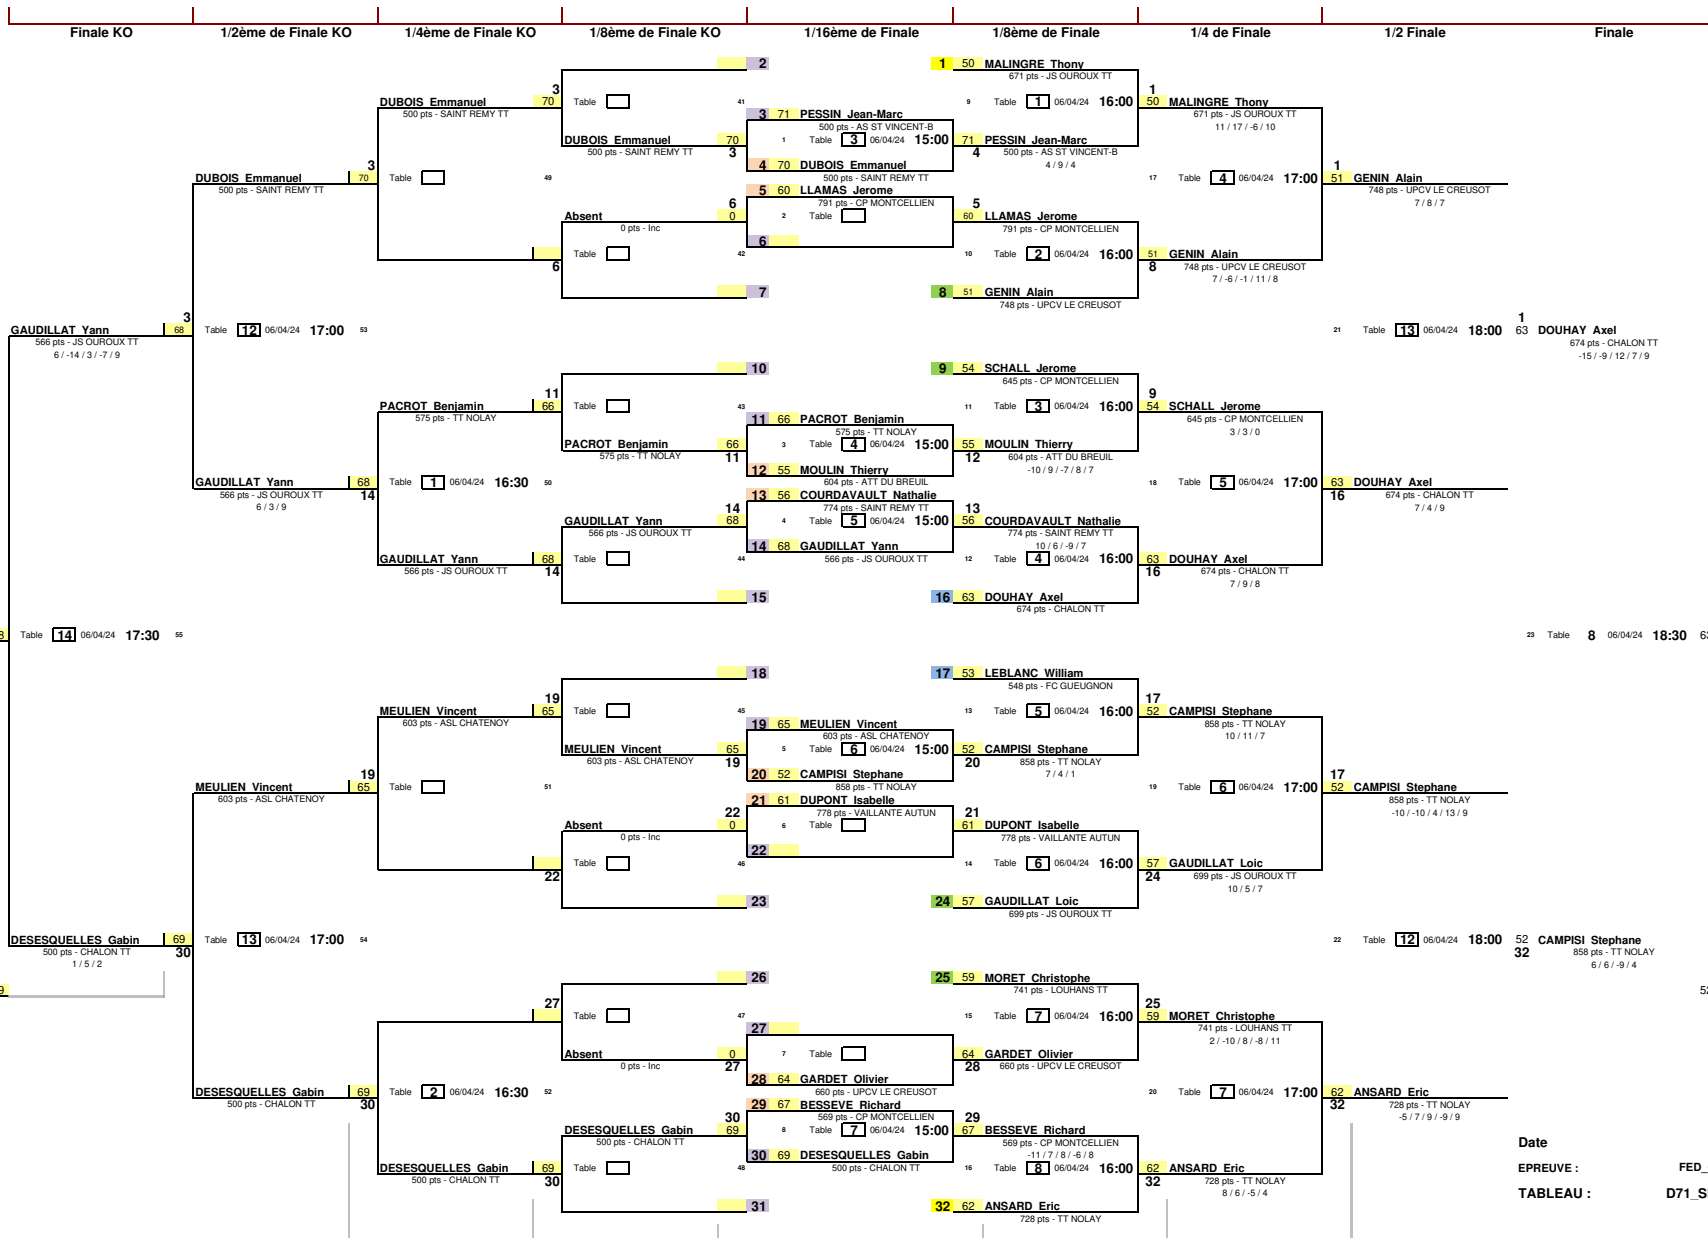 Finale KO 1/2ème de Finale KO 1/4ème de Finale KO 1/8ème de Finale KO 1/16ème de Finale 1/8ème de Finale 1/4 de Finale 1/2 Finale Finale
2 1 50 MALINGRE Thony
671 pts - JS OUROUX TT
3 1
DUBOIS Emmanuel 70 Table 41 9 Table 1 06/04/24 16:00 50 MALINGRE Thony
500 pts - SAINT REMY TT 3 71 PESSIN Jean-Marc 671 pts - JS OUROUX TT
500 pts - AS ST VINCENT-B 11 / 17 / -6 / 10
DUBOIS Emmanuel 70 1 Table 3 06/04/24 15:00 71 PESSIN Jean-Marc
500 pts - SAINT REMY TT 3 4 500 pts - AS ST VINCENT-B
3 4 70 DUBOIS Emmanuel 4 / 9 / 4 1
DUBOIS Emmanuel 70 Table 49 500 pts - SAINT REMY TT 17 Table 4 06/04/24 17:00 51 GENIN Alain
500 pts - SAINT REMY TT 5 60 LLAMAS Jerome 748 pts - UPCV LE CREUSOT
6 791 pts - CP MONTCELLIEN 5 7 / 8 / 7
Absent 0 2 Table 60 LLAMAS Jerome
0 pts - Inc 791 pts - CP MONTCELLIEN
6
Table 42 10 Table 2 06/04/24 16:00 51 GENIN Alain
6 8 748 pts - UPCV LE CREUSOT
7 / -6 / -1 / 11 / 8
7 8 51 GENIN Alain
748 pts - UPCV LE CREUSOT
3 1
GAUDILLAT Yann 68 Table 12 06/04/24 17:00 53 21 Table 13 06/04/24 18:00 63 DOUHAY Axel
566 pts - JS OUROUX TT 674 pts - CHALON TT
6 / -14 / 3 / -7 / 9 -15 / -9 / 12 / 7 / 9
10 9 54 SCHALL Jerome
645 pts - CP MONTCELLIEN
11 9
PACROT Benjamin 66 Table 43 11 Table 3 06/04/24 16:00 54 SCHALL Jerome
575 pts - TT NOLAY 11 66 PACROT Benjamin 645 pts - CP MONTCELLIEN
575 pts - TT NOLAY 3 / 3 / 0
PACROT Benjamin 66 3 Table 4 06/04/24 15:00 55 MOULIN Thierry
575 pts - TT NOLAY 11 12 604 pts - ATT DU BREUIL
12 55 MOULIN Thierry -10 / 9 / -7 / 8 / 7
GAUDILLAT Yann 68 Table 1 06/04/24 16:30 50 604 pts - ATT DU BREUIL 18 Table 5 06/04/24 17:00 63 DOUHAY Axel
566 pts - JS OUROUX TT 14 13 56 COURDAVAULT Nathalie 16 674 pts - CHALON TT
6 / 3 / 9 14 774 pts - SAINT REMY TT 13 7 / 4 / 9
GAUDILLAT Yann 68 4 Table 5 06/04/24 15:00 56 COURDAVAULT Nathalie
566 pts - JS OUROUX TT 774 pts - SAINT REMY TT
14 68 GAUDILLAT Yann 10 / 6 / -9 / 7
GAUDILLAT Yann 68 Table 44 566 pts - JS OUROUX TT 12 Table 4 06/04/24 16:00 63 DOUHAY Axel
566 pts - JS OUROUX TT 14 16 674 pts - CHALON TT
7 / 9 / 8
15 16 63 DOUHAY Axel
674 pts - CHALON TT
8 Table 14 06/04/24 17:30 55 23 Table 8 06/04/24 18:30 63
18 17 53 LEBLANC William
548 pts - FC GUEUGNON
19 17
MEULIEN Vincent 65 Table 45 13 Table 5 06/04/24 16:00 52 CAMPISI Stephane
603 pts - ASL CHATENOY 19 65 MEULIEN Vincent 858 pts - TT NOLAY
603 pts - ASL CHATENOY 10 / 11 / 7
MEULIEN Vincent 65 5 Table 6 06/04/24 15:00 52 CAMPISI Stephane
603 pts - ASL CHATENOY 19 20 858 pts - TT NOLAY
19 20 52 CAMPISI Stephane 7 / 4 / 1 17
MEULIEN Vincent 65 Table 51 858 pts - TT NOLAY 19 Table 6 06/04/24 17:00 52 CAMPISI Stephane
603 pts - ASL CHATENOY 21 61 DUPONT Isabelle 858 pts - TT NOLAY
22 778 pts - VAILLANTE AUTUN 21 -10 / -10 / 4 / 13 / 9
Absent 0 6 Table 61 DUPONT Isabelle
0 pts - Inc 778 pts - VAILLANTE AUTUN
22
Table 46 14 Table 6 06/04/24 16:00 57 GAUDILLAT Loic
22 24 699 pts - JS OUROUX TT
10 / 5 / 7
23 24 57 GAUDILLAT Loic
699 pts - JS OUROUX TT
DESESQUELLES Gabin 69 Table 13 06/04/24 17:00 54 22 Table 12 06/04/24 18:00 52 CAMPISI Stephane
500 pts - CHALON TT 30 32 858 pts - TT NOLAY
1 / 5 / 2 6 / 6 / -9 / 4
26 25 59 MORET Christophe
9 741 pts - LOUHANS TT 52
27 25
Table 47 15 Table 7 06/04/24 16:00 59 MORET Christophe
27 741 pts - LOUHANS TT
2 / -10 / 8 / -8 / 11
Absent 0 7 Table 64 GARDET Olivier
0 pts - Inc 27 28 660 pts - UPCV LE CREUSOT
28 64 GARDET Olivier
DESESQUELLES Gabin 69 Table 2 06/04/24 16:30 52 660 pts - UPCV LE CREUSOT 20 Table 7 06/04/24 17:00 62 ANSARD Eric
500 pts - CHALON TT 30 29 67 BESSEVE Richard 32 728 pts - TT NOLAY
30 569 pts - CP MONTCELLIEN 29 -5 / 7 / 9 / -9 / 9
DESESQUELLES Gabin 69 8 Table 7 06/04/24 15:00 67 BESSEVE Richard
500 pts - CHALON TT 569 pts - CP MONTCELLIEN Date
30 69 DESESQUELLES Gabin -11 / 7 / 8 / -6 / 8
DESESQUELLES Gabin 69 Table 48 500 pts - CHALON TT 16 Table 8 06/04/24 16:00 62 ANSARD Eric EPREUVE : FED_
500 pts - CHALON TT 30 32 728 pts - TT NOLAY
8 / 6 / -5 / 4 TABLEAU : D71_S
31 32 62 ANSARD Eric
728 pts - TT NOLAY